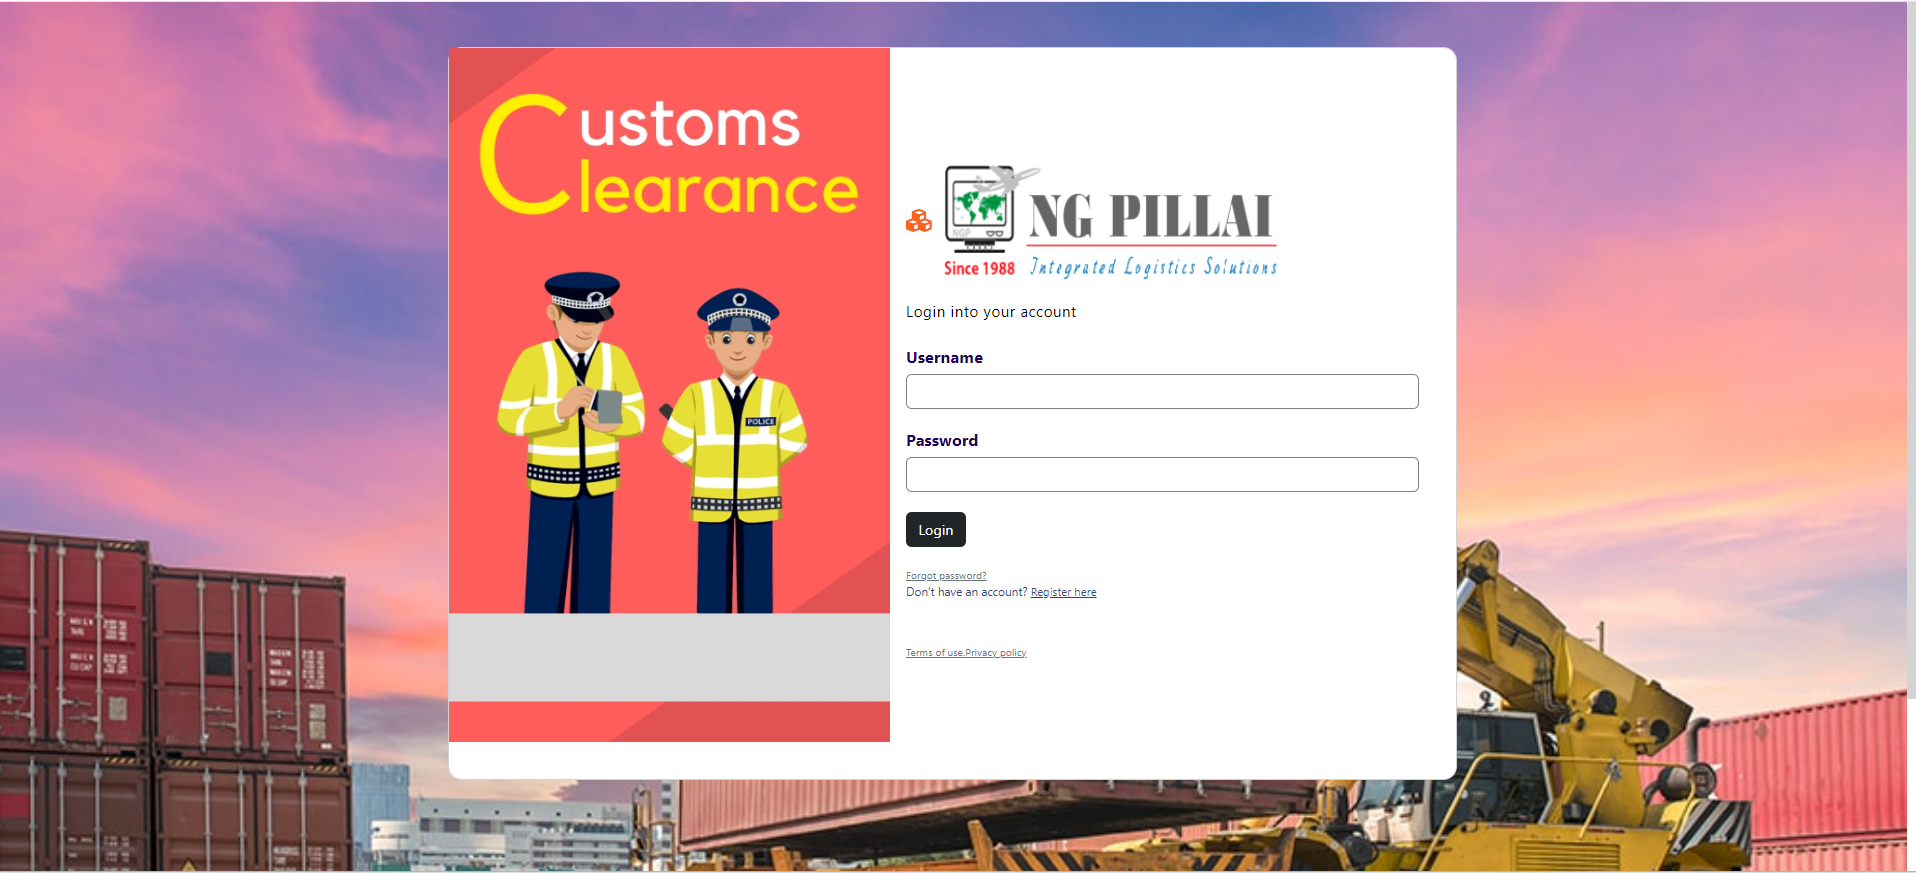 Customs
Clearance
POLICE
NGP
NG PILLAI
Since 1988 Integrated Logistics Solutions
Login into your account
Username
Password
Login
Forgot password?
Don't have an account? Register here
Terms of use.Privacy policy